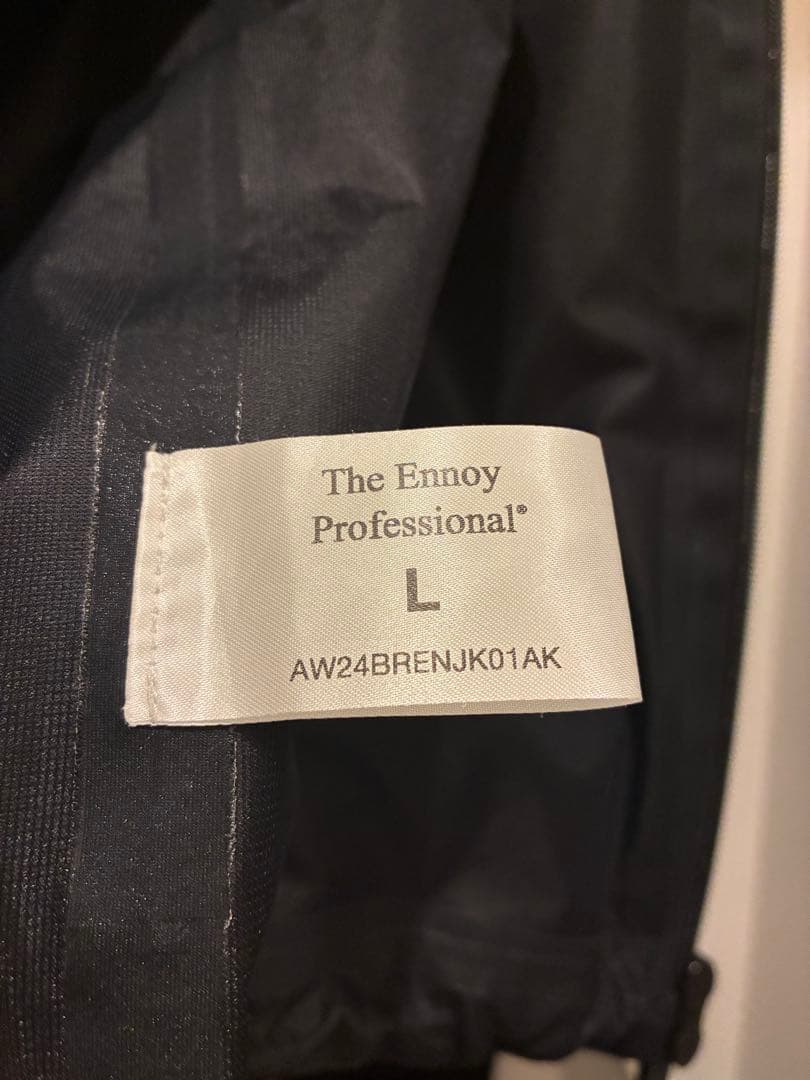 The Ennoy
Professional®
L
AW24BRENJK01AK